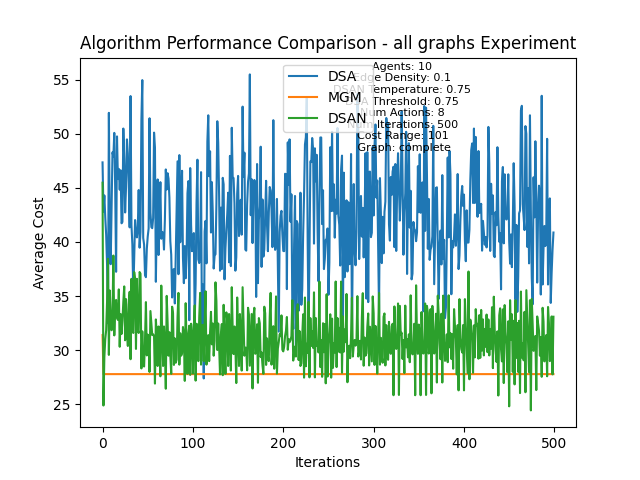 Algorithm Performance Comparison - all graphs Experiment
Agents: 10
Edge Density: 0.1
DSAN Temperature: 0.75
Threshold: 0.75
Num Actions: 8
Num Iterations: 500
Cost Range: 101
Graph: complete
DSA
MGM
DSAN
Average Cost
55
50
45
40
35
30
25
0
100
200
300
400
500
Iterations